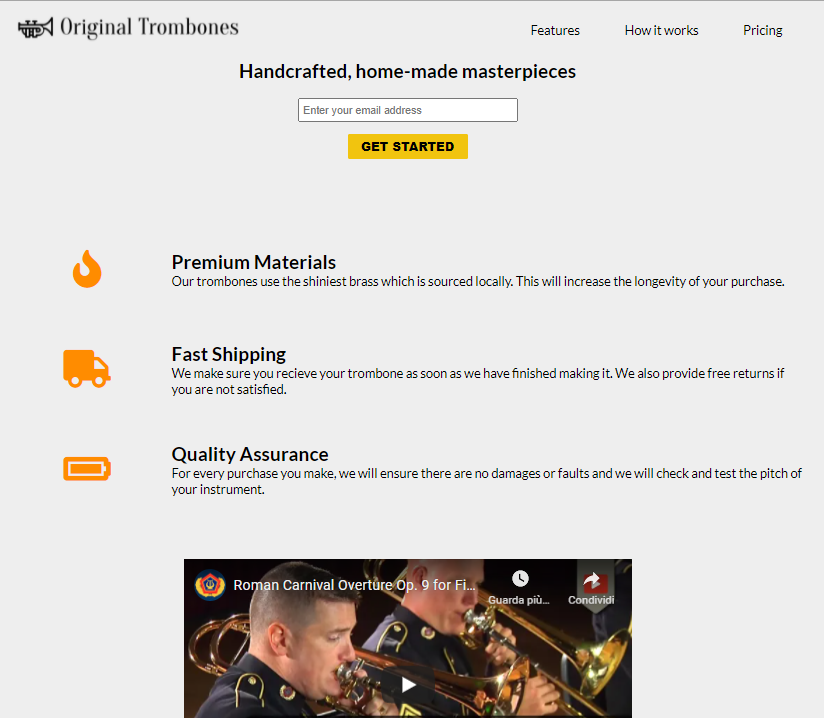 Original Trombones
Features
How it works
Pricing
Handcrafted, home-made masterpieces
Enter your email address
GET STARTED
Premium Materials
Our trombones use the shiniest brass which is sourced locally. This will increase the longevity of your purchase.
Fast Shipping
We make sure you recieve your trombone as soon as we have finished making it. We also provide free returns if
you are not satisfied.
Quality Assurance
For every purchase you make, we will ensure there are no damages or faults and we will check and test the pitch of
your instrument.
Roman Carnival Overture Op. 9 for Fi...
Guarda più...
Condividi